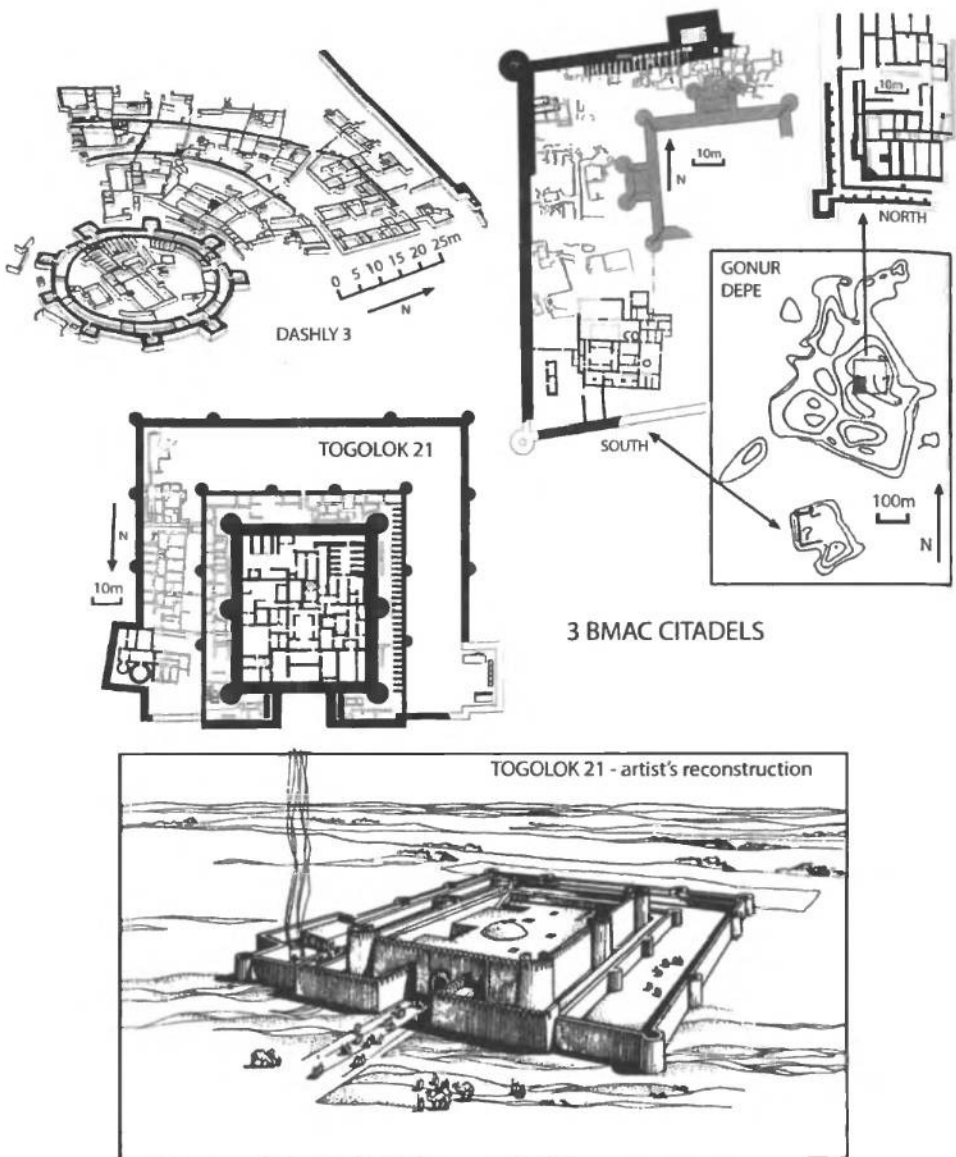 0 5 10 15 20 25m
N
DASHLY 3
10m
N
SOUTH
10m
NORTH
GONUR
DEPE
100m
N
TOGOLOK 21
N
10m
3 BMAC CITADELS
TOGOLOK 21 - artist's reconstruction